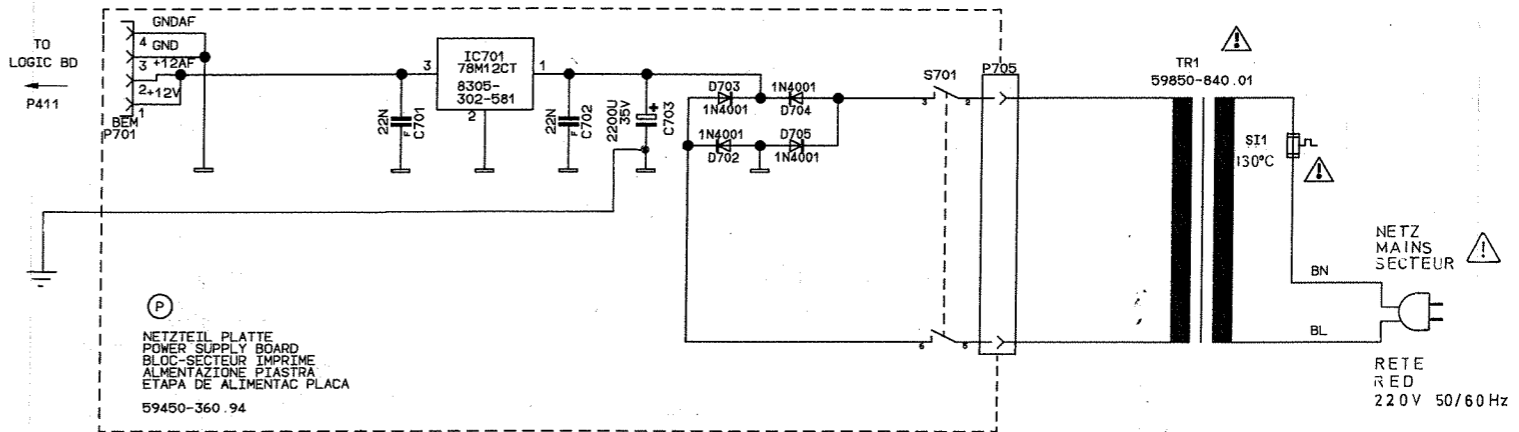 TO
LOGIC BD
P411
GNDAF
4 GND
3 +12AF
2 +12V
1
BEM
P701
3
IC701
78M12CT
8305-
302-581
1
2
22N
F
C701
22N
F
C702
2200U
35V
+
C703
D703
1N4001
1N4001
D704
1N4001
D702
D705
1N4001
S701
3
2
6
5
P705
TR1
59850-840.01
SI1
130°C
NETZ
MAINS
SECTEUR
BN
BL
RETE
RED
220V 50/60 Hz
P
NETZTEIL PLATTE
POWER SUPPLY BOARD
BLOC-SECTEUR IMPRIME
ALMENTAZIONE PIASTRA
ETAPA DE ALIMENTAC PLACA
59450-360.94